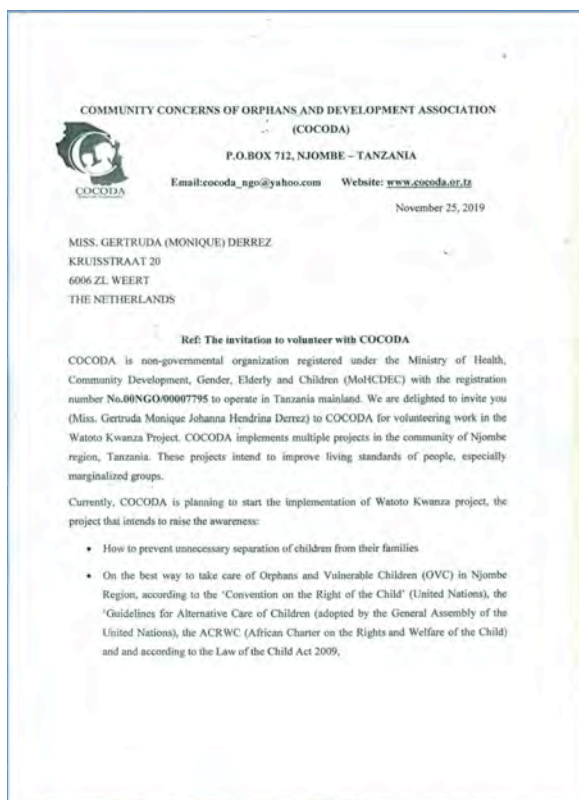 COMMUNITY CONCERNS OF ORPHANS AND DEVELOPMENT ASSOCIATION
(COCODA)
P.O.BOX 712, NJOMBE – TANZANIA
Email:cocoda_ngo@yahoo.com Website: www.cocoda.or.tz
COCODA
November 25, 2019
MISS. GERTRUDA (MONIQUE) DERREZ
KRUISSTRAAT 20
6006 ZL WEERT
THE NETHERLANDS
Ref: The invitation to volunteer with COCODA
COCODA is non-governmental organization registered under the Ministry of Health,
Community Development, Gender, Elderly and Children (MoHCDEC) with the registration
number No.00NGO/00007795 to operate in Tanzania mainland. We are delighted to invite you
(Miss. Gertruda Monique Johanna Hendrina Derrez) to COCODA for volunteering work in the
Watoto Kwanza Project. COCODA implements multiple projects in the community of Njombe
region, Tanzania. These projects intend to improve living standards of people, especially
marginalized groups.
Currently, COCODA is planning to start the implementation of Watoto Kwanza project, the
project that intends to raise the awareness:
• How to prevent unnecessary separation of children from their families
• On the best way to take care of Orphans and Vulnerable Children (OVC) in Njombe
Region, according to the ‘Convention on the Right of the Child’ (United Nations), the
‘Guidelines for Alternative Care of Children (adopted by the General Assembly of the
United Nations), the ACRWC (African Charter on the Rights and Welfare of the Child)
and and according to the Law of the Child Act 2009,